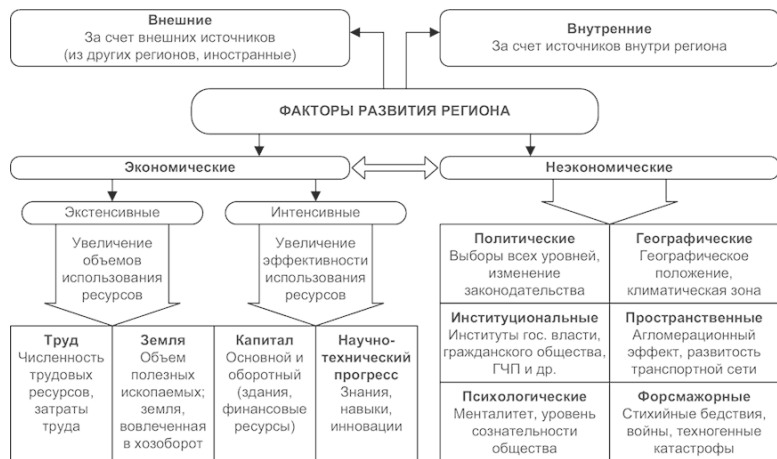 Внешние
За счет внешних источников
(из других регионов, иностранные)
Внутренние
За счет источников внутри региона
ФАКТОРЫ РАЗВИТИЯ РЕГИОНА
Экономические
Неэкономические
Экстенсивные
Интенсивные
Увеличение
объемов
использования
ресурсов
Увеличение
эффективности
использования
ресурсов
Труд
Численность
трудовых
ресурсов,
затраты
труда
Земля
Объем
полезных
ископаемых;
земля,
вовлеченная
в хозоборот
Капитал
Основной и
оборотный
(здания,
финансовые
ресурсы)
Научно-
технический
прогресс
Знания,
навыки,
инновации
Политические
Выборы всех уровней,
изменение
законодательства
Географические
Географическое
положение,
климатическая зона
Институциональные
Институты гос. власти,
гражданского общества,
ГЧП и др.
Пространственные
Агломерационный
эффект, развитость
транспортной сети
Психологические
Менталитет, уровень
сознательности
общества
Форсмажорные
Стихийные бедствия,
войны, техногенные
катастрофы